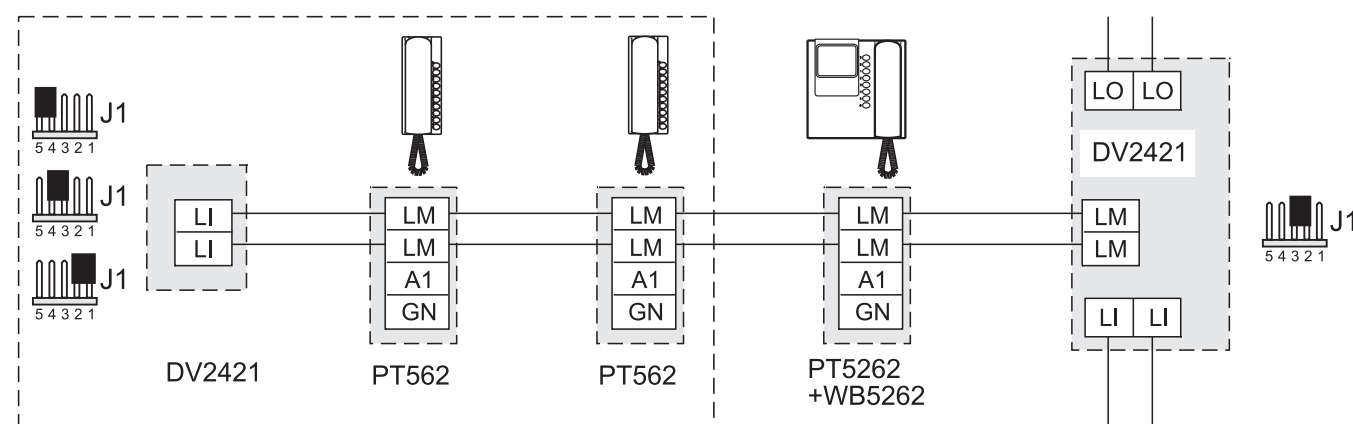 J1
5 4 3 2 1
J1
5 4 3 2 1
J1
5 4 3 2 1
LI
LI
DV2421
LM
LM
A1
GN
PT562
LM
LM
A1
GN
PT562
LM
LM
A1
GN
PT5262
+WB5262
LO LO
DV2421
LM
LM
LI LI
J1
5 4 3 2 1